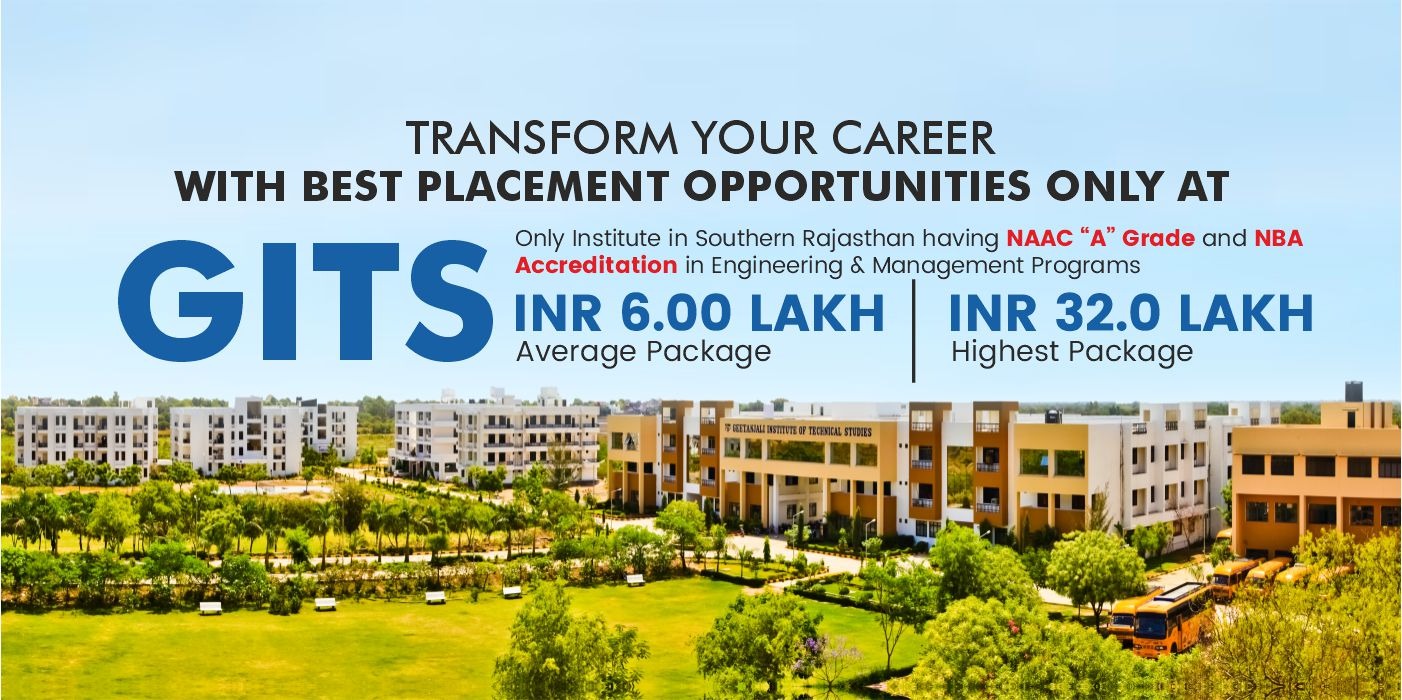 TRANSFORM YOUR CAREER
WITH BEST PLACEMENT OPPORTUNITIES ONLY AT
GITS
Only Institute in Southern Rajasthan having NAAC “A” Grade and NBA
Accreditation in Engineering & Management Programs
INR 6.00 LAKH
Average Package
INR 32.0 LAKH
Highest Package
GEETANJALI INSTITUTE OF TECHNICAL STUDIES